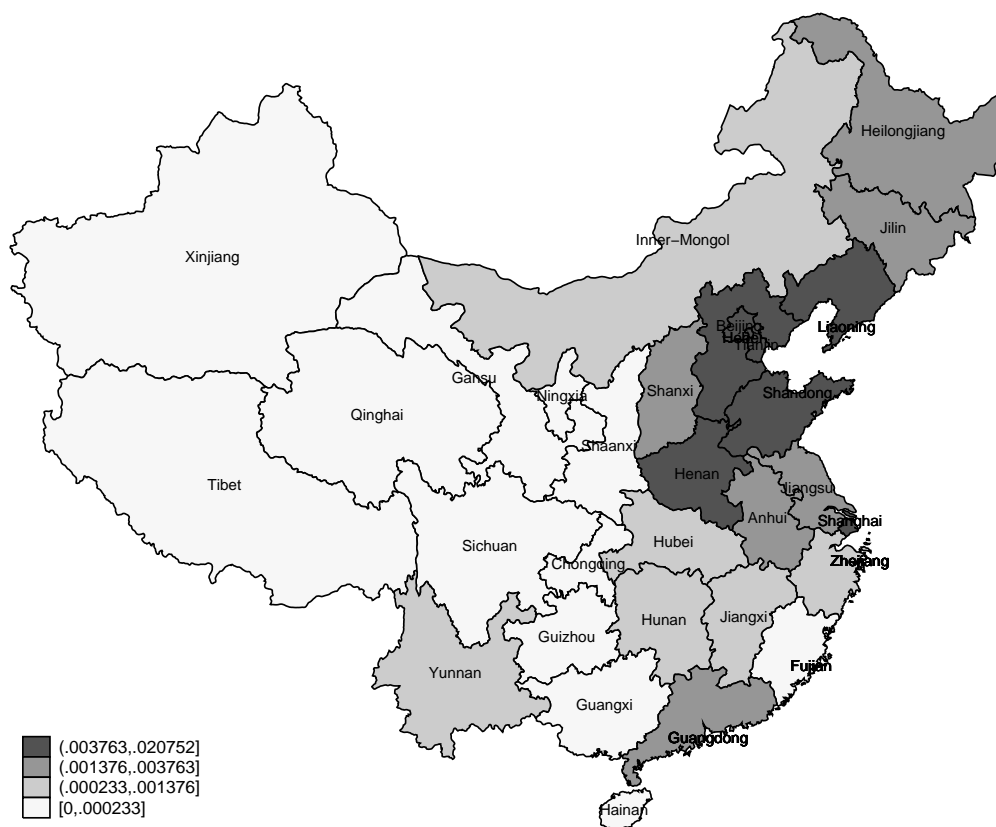 Heilongjiang
Jilin
Inner−Mongol
Xinjiang
Beijing
Tianjin
Liaoning
Gansu
Shanxi
Shandong
Ningxia
Qinghai
Shaanxi
Henan
Tibet
Jiangsu
Anhui
Shanghai
Sichuan
Hubei
Chongqing
Zhejiang
Hunan
Jiangxi
Guizhou
Fujian
Yunnan
Guangxi
Guangdong
(.003763,.020752]
(.001376,.003763]
(.000233,.001376]
[0,.000233]
Hainan